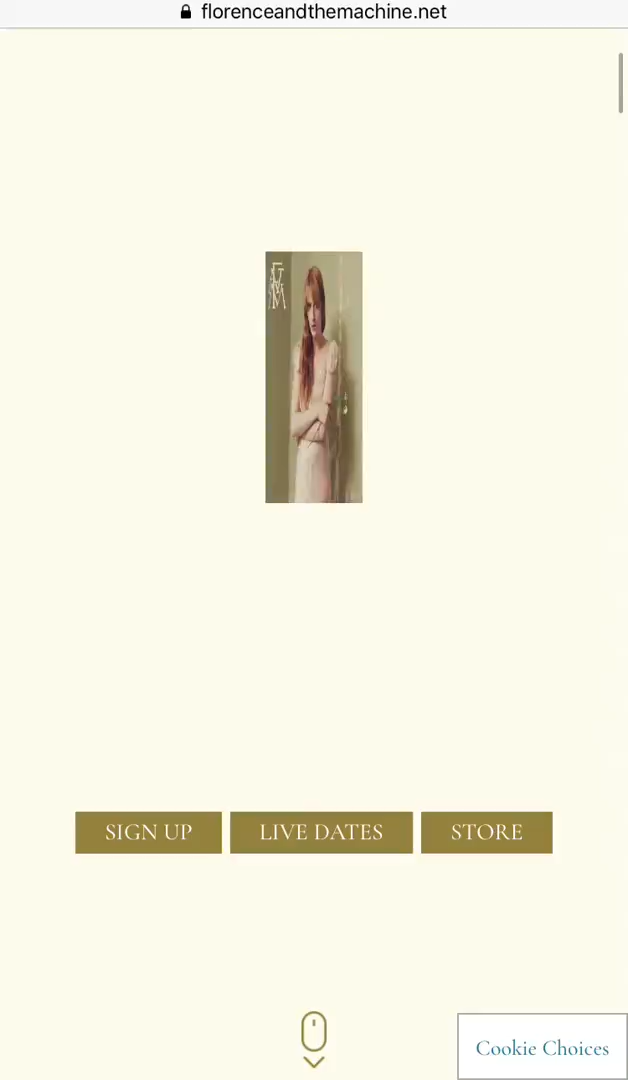 florenceandthemachine.net
SIGN UP
LIVE DATES
STORE
Cookie Choices